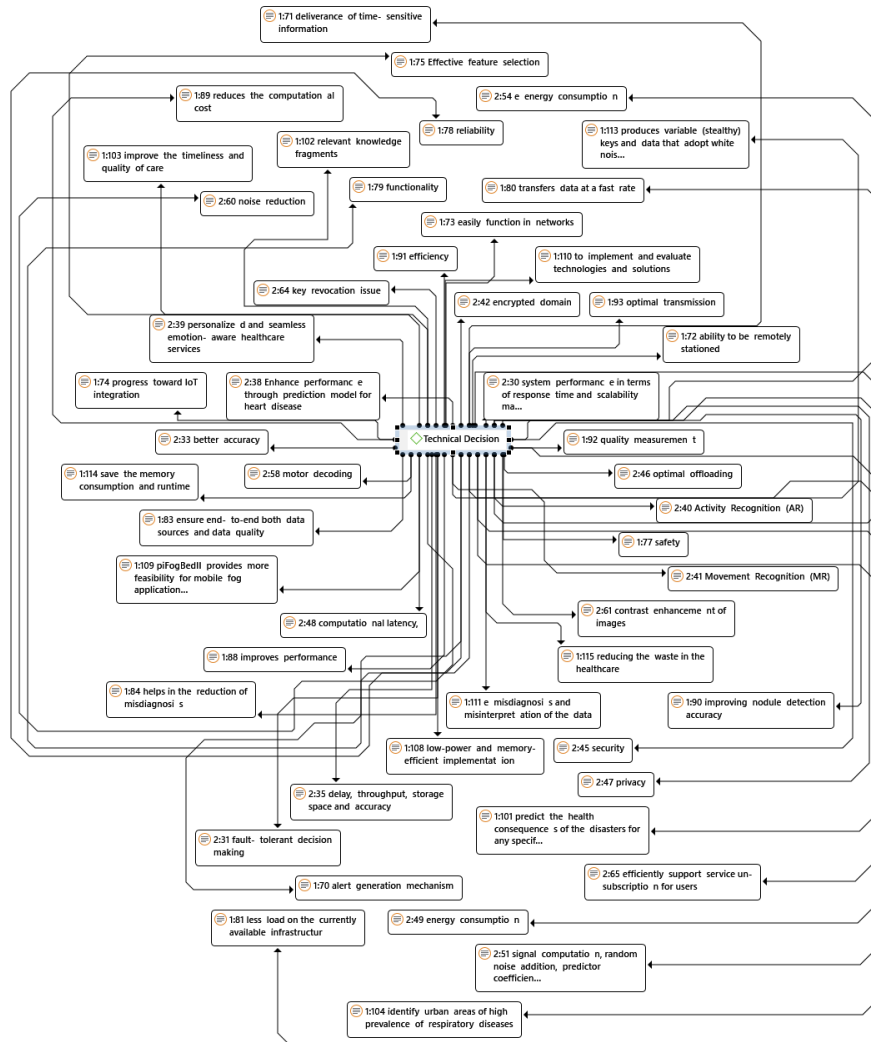 1:71 deliverance of time- sensitive
information
1:75 Effective feature selection
1:89 reduces the computation al
cost
2:54 e energy consumptio n
1:78 reliability
1:113 produces variable (stealthy)
keys and data that adopt white
nois...
1:102 relevant knowledge
fragments
1:103 improve the timeliness and
quality of care
1:79 functionality
1:80 transfers data at a fast rate
2:60 noise reduction
1:73 easily function in networks
1:91 efficiency
1:110 to implement and evaluate
technologies and solutions
2:64 key revocation issue
2:42 encrypted domain
1:93 optimal transmission
2:39 personalize d and seamless
emotion- aware healthcare
services
1:72 ability to be remotely
stationed
1:74 progress toward IoT
integration
2:38 Enhance performanc e
through prediction model for
heart disease
2:30 system performanc e in terms
of response time and scalability
ma...
Technical Decision
2:33 better accuracy
1:92 quality measuremen t
1:114 save the memory
consumption and runtime
2:58 motor decoding
2:46 optimal offloading
2:40 Activity Recognition (AR)
1:83 ensure end- to-end both data
sources and data quality
1:77 safety
1:109 piFogBedII provides more
feasibility for mobile fog
application...
2:41 Movement Recognition (MR)
2:48 computatio nal latency,
2:61 contrast enhanceme nt of
images
1:88 improves performance
1:115 reducing the waste in the
healthcare
1:84 helps in the reduction of
misdiagnosi s
1:111 e misdiagnosi s and
misinterpret ation of the data
1:90 improving nodule detection
accuracy
1:108 low-power and memory-
efficient implementat ion
2:45 security
2:47 privacy
2:35 delay, throughput, storage
space and accuracy
1:101 predict the health
consequence s of the disasters for
any specif...
2:31 fault- tolerant decision
making
2:65 efficiently support service un-
subscriptio n for users
1:70 alert generation mechanism
1:81 less load on the currently
available infrastructur
2:49 energy consumptio n
2:51 signal computatio n, random
noise addition, predictor
coefficien...
1:104 identify urban areas of high
prevalence of respiratory diseases